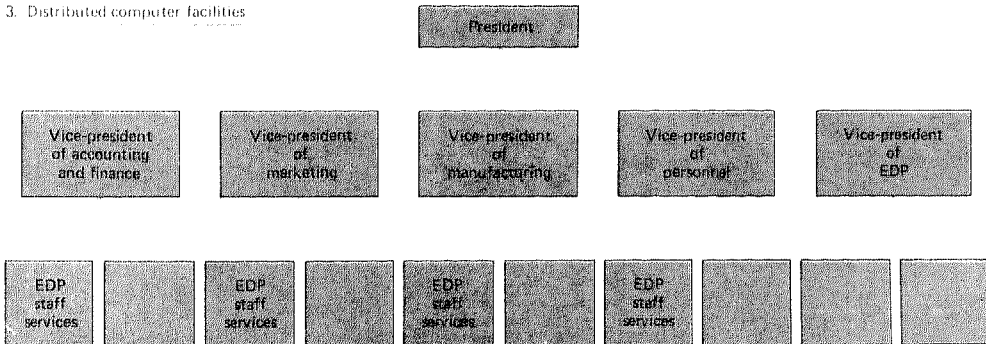 3. Distributed computer facilities
President
Vice-president
of accounting
and finance
Vice-president
of
marketing
Vice-president
of
manufacturing
Vice-president
of
personnel
Vice-president
of
EDP
EDP
staff
services
EDP
staff
services
EDP
staff
services
EDP
staff
services